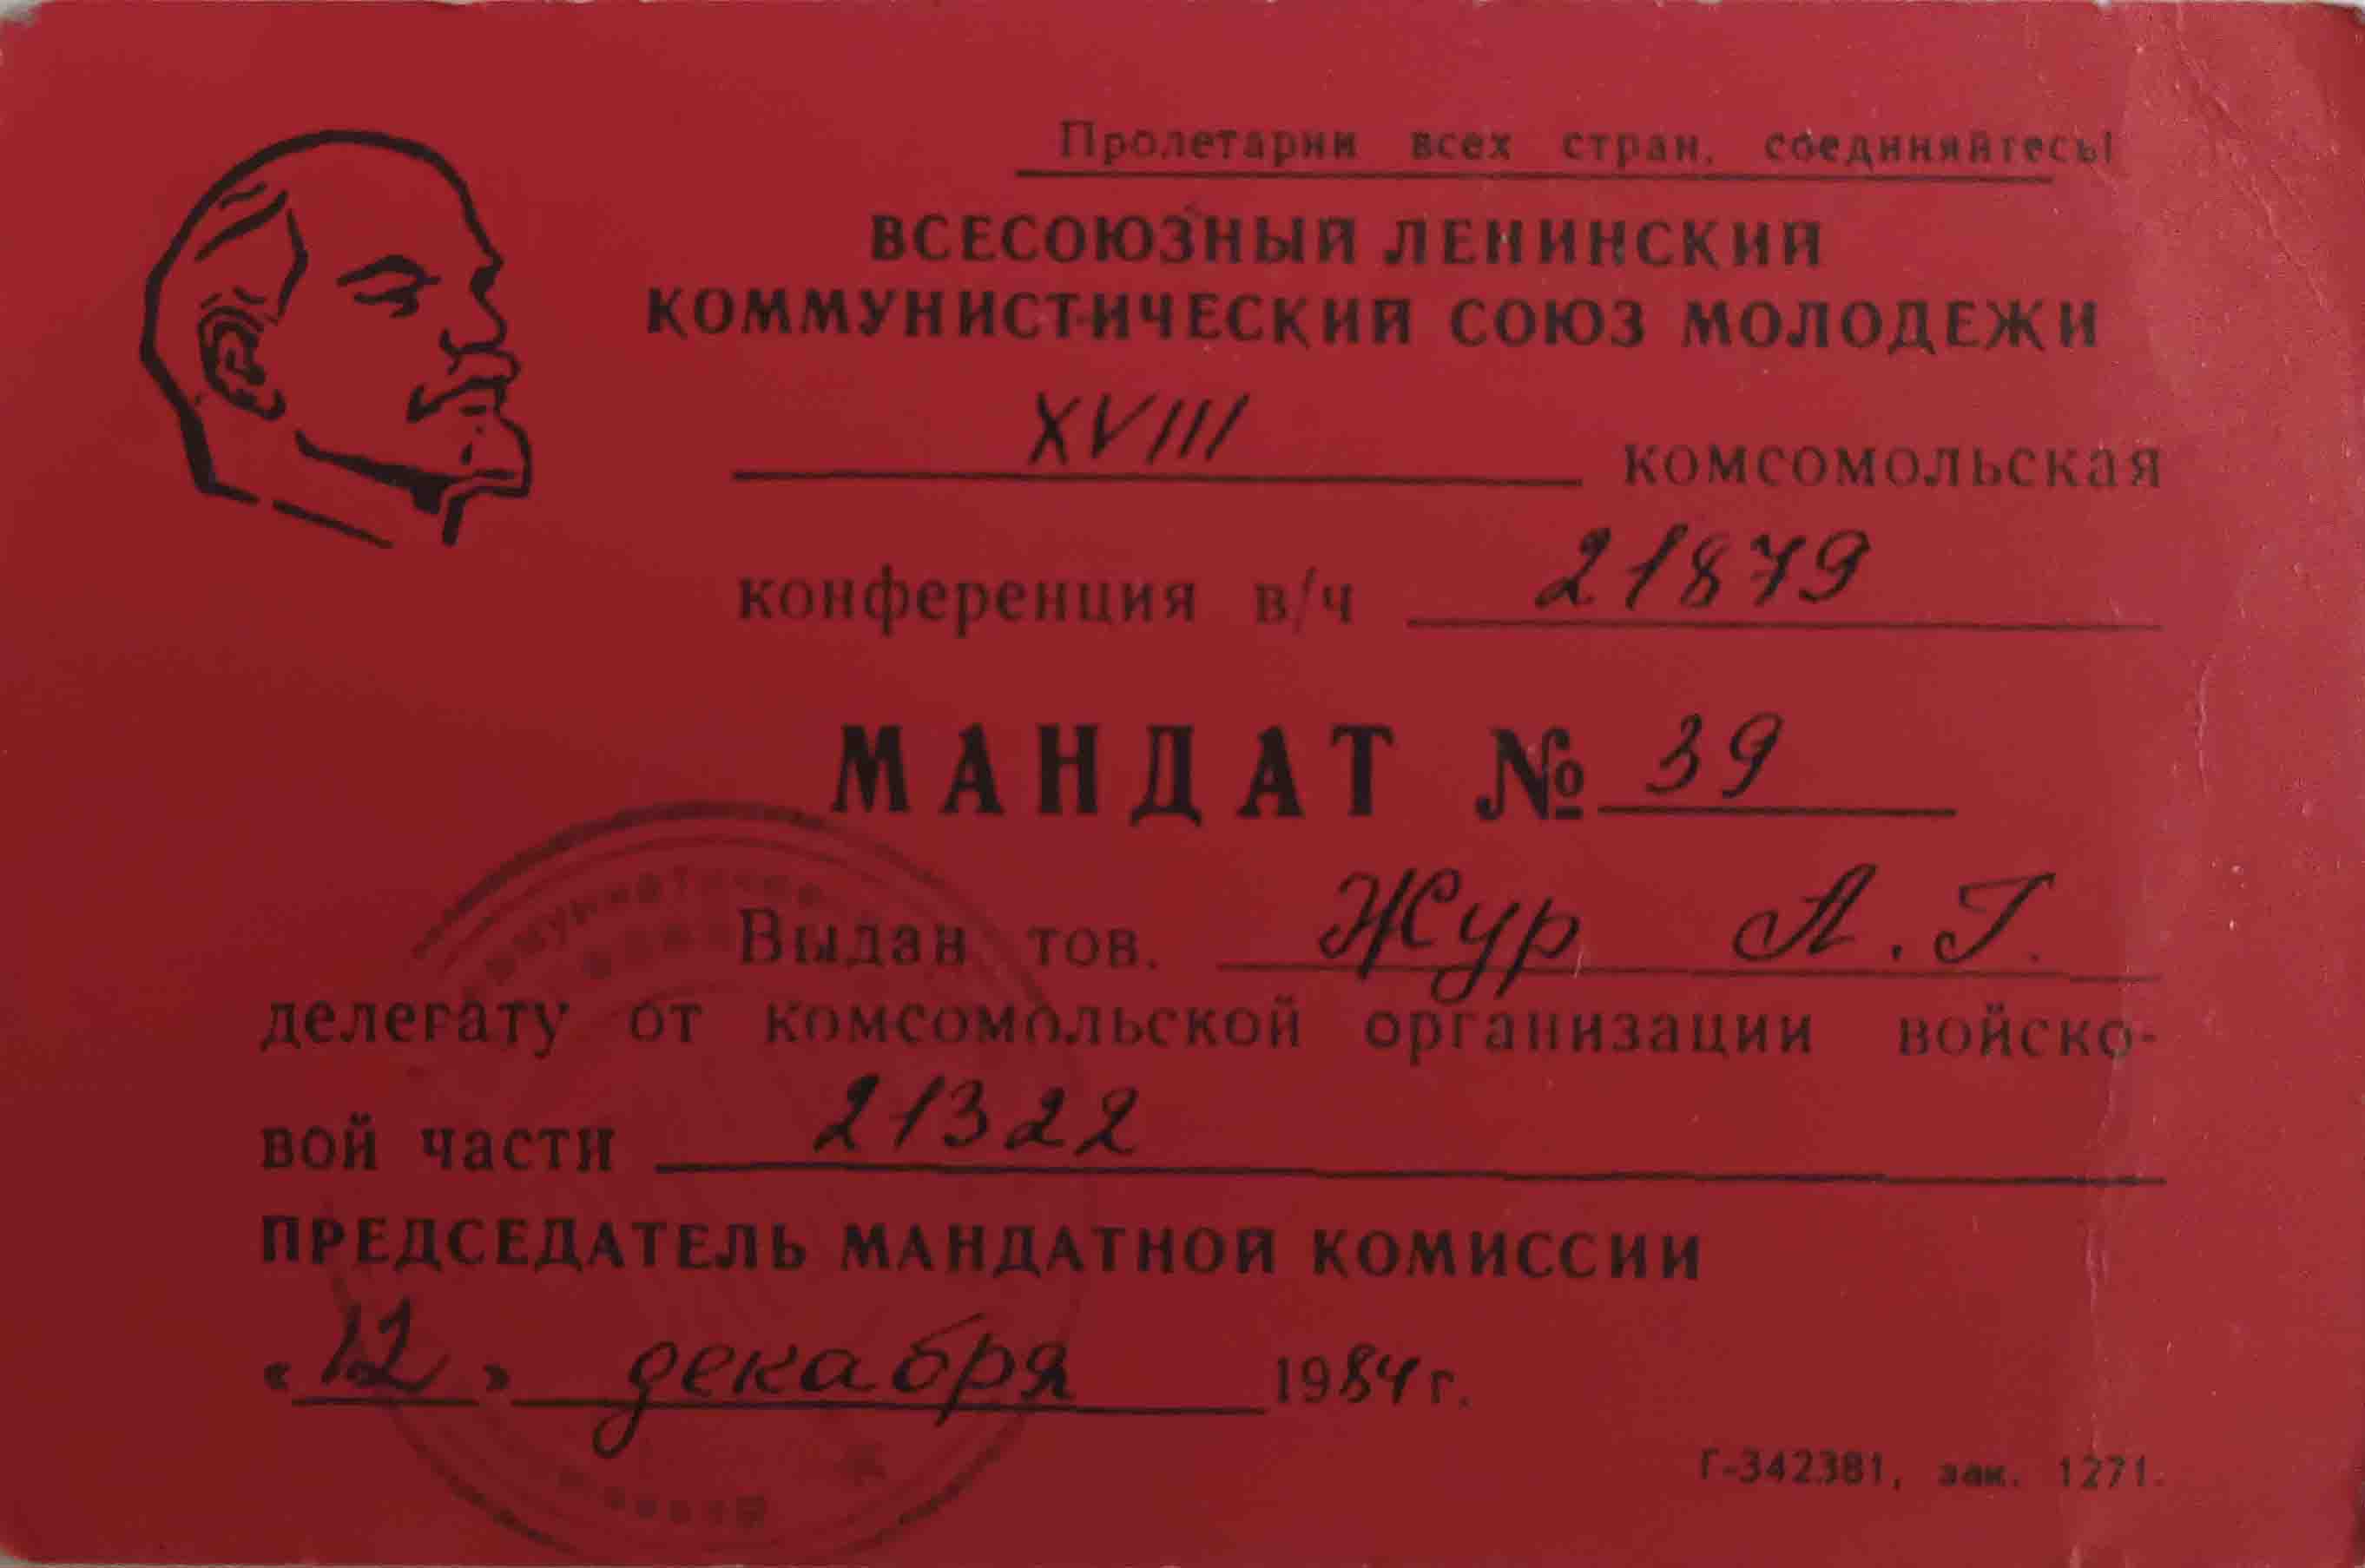 Пролетарии всех стран, соединяйтесь!
ВСЕСОЮЗНЫЙ ЛЕНИНСКИЙ
КОММУНИСТИЧЕСКИЙ СОЮЗ МОЛОДЕЖИ
XVIII КОМСОМОЛЬСКАЯ
конференция в/ч 21879
МАНДАТ № 39
Выдан тов. Жур А. Г.
делегату от комсомольской организации войско-
вой части 21322
ПРЕДСЕДАТЕЛЬ МАНДАТНОЙ КОМИССИИ
«12» декабря 1984 г.
Г-342381, зак. 1271.